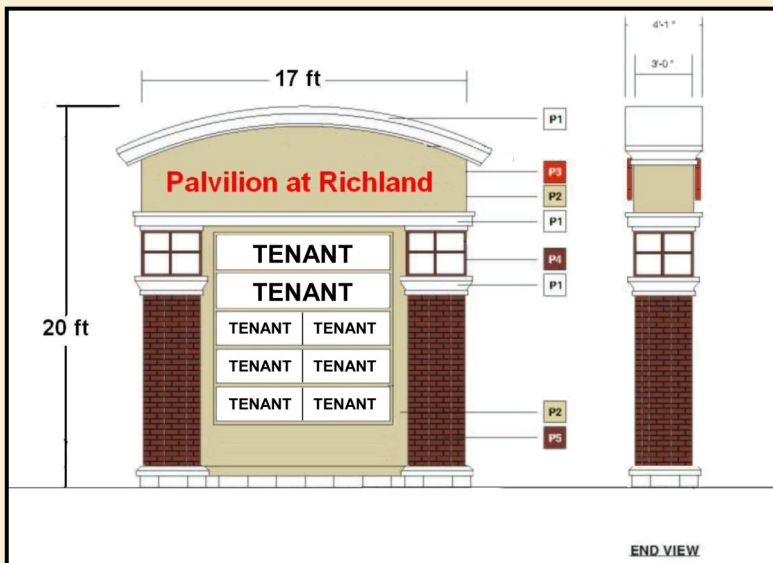 4'-1"
17 ft
3'-0"
P1
Palvilion at Richland
P3
P2
P1
TENANT
P4
TENANT
P1
20 ft
TENANT TENANT
TENANT TENANT
TENANT TENANT
P2
P5
END VIEW